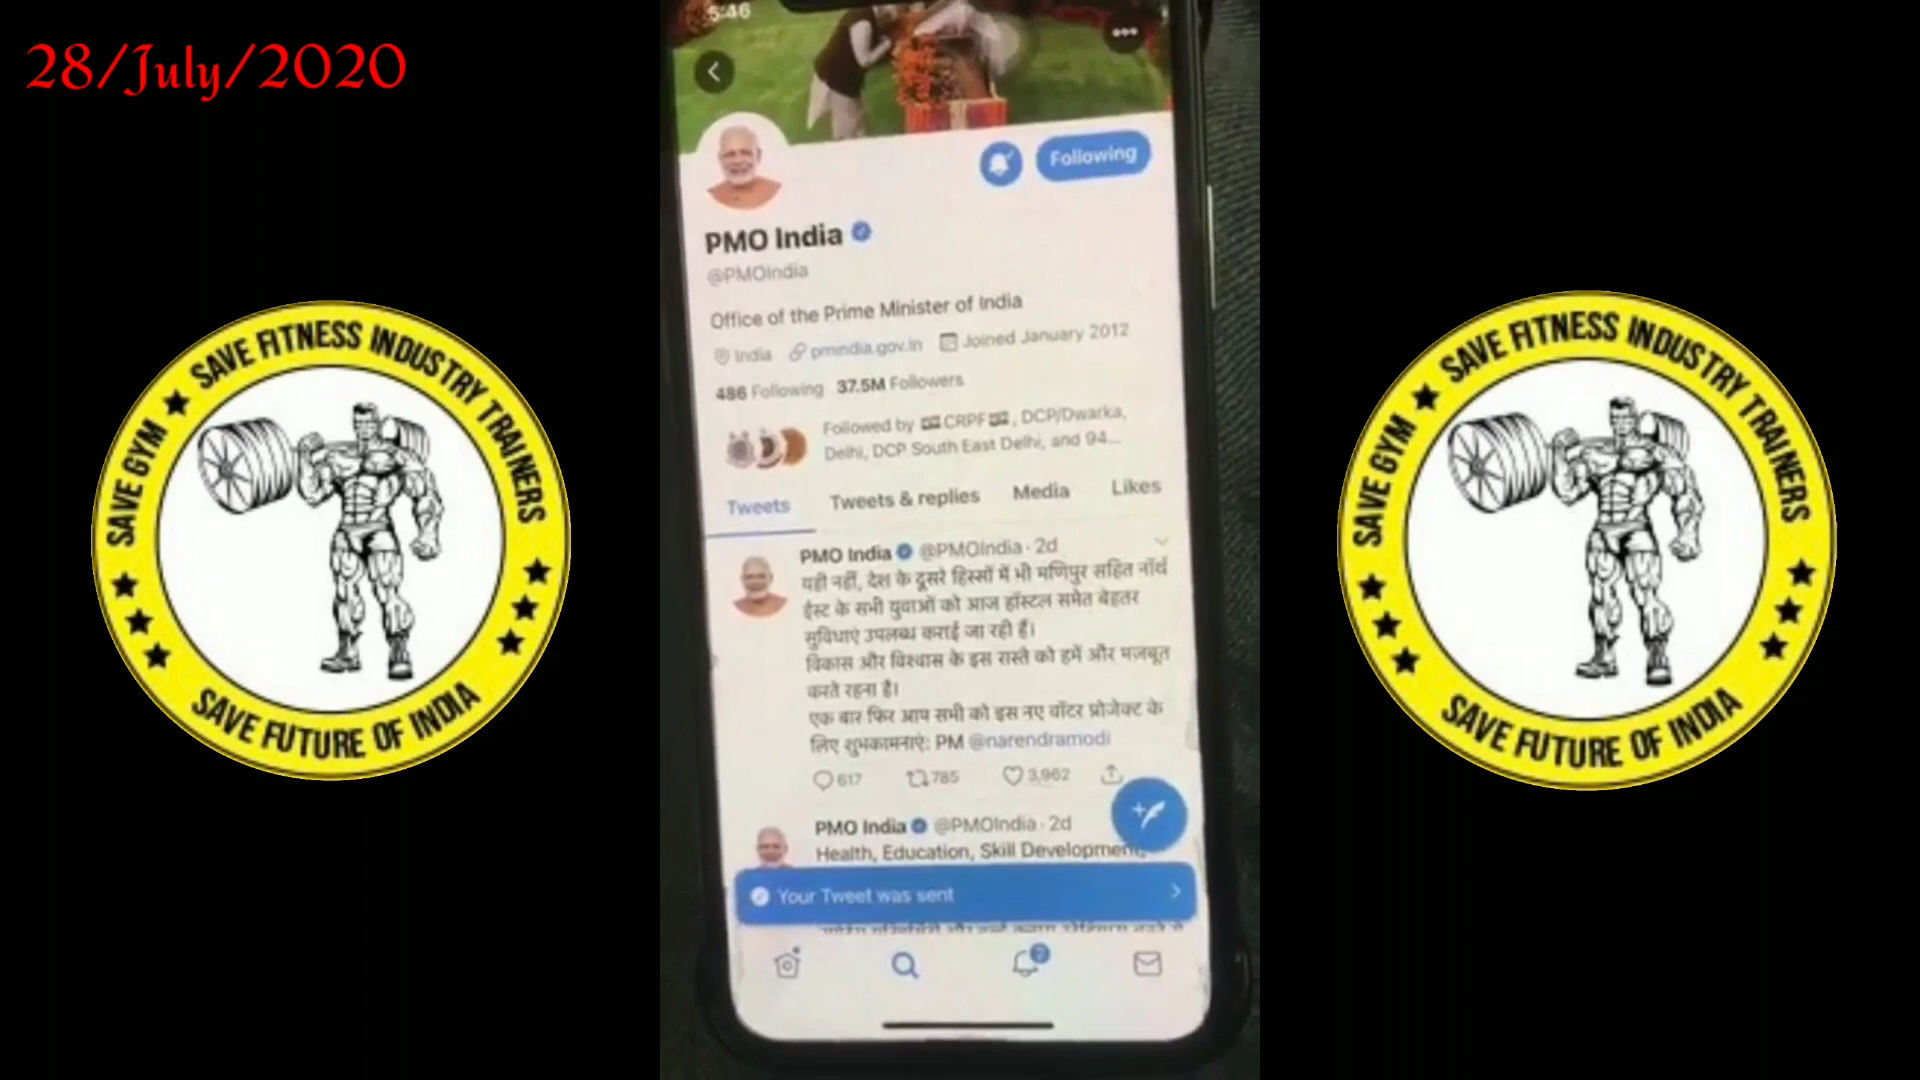 28/July/2020
SAVE GYM ★ SAVE FITNESS INDUSTRY TRAINERS
SAVE FUTURE OF INDIA
5:46
Following
PMO India
@PMOIndia
Office of the Prime Minister of India
India pmindia.gov.in Joined January 2012
486 Following 37.5M Followers
Followed by CRPF, DCP/Dwarka,
Delhi, DCP South East Delhi, and 94...
Tweets Tweets & replies Media Likes
PMO India @PMOIndia · 2d
यही नहीं, देश के दूसरे हिस्सों में भी मणिपुर सहित नॉर्थ
ईस्ट के सभी युवाओं को आज हॉस्टल समेत बेहतर
सुविधाएं उपलब्ध कराई जा रही हैं।
विकास और विश्वास के इस रास्ते को हमें और मजबूत
करते रहना है।
एक बार फिर आप सभी को इस नए वॉटर प्रोजेक्ट के
लिए शुभकामनाएं: PM @narendramodi
617 785 3,962
PMO India @PMOIndia · 2d
Health, Education, Skill Development,
Your Tweet was sent
SAVE GYM ★ SAVE FITNESS INDUSTRY TRAINERS
SAVE FUTURE OF INDIA